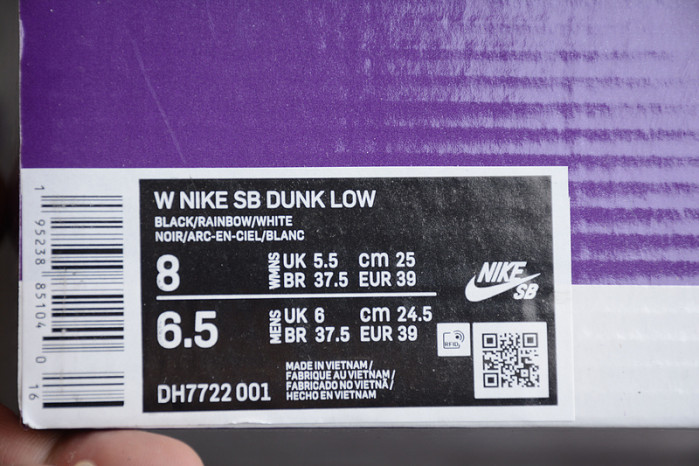 W NIKE SB DUNK LOW
BLACK/RAINBOW/WHITE
NOIR/ARC-EN-CIEL/BLANC
8 WMNS UK 5.5 cm 25
BR 37.5 EUR 39
6.5 MENS UK 6 cm 24.5
BR 37.5 EUR 39
NIKE
SB
RFID
MADE IN VIETNAM /
FABRIQUE AU VIETNAM /
FABRICADO NO VIETNÃ /
HECHO EN VIETNAM
DH7722 001
1 95238 85104 0 16